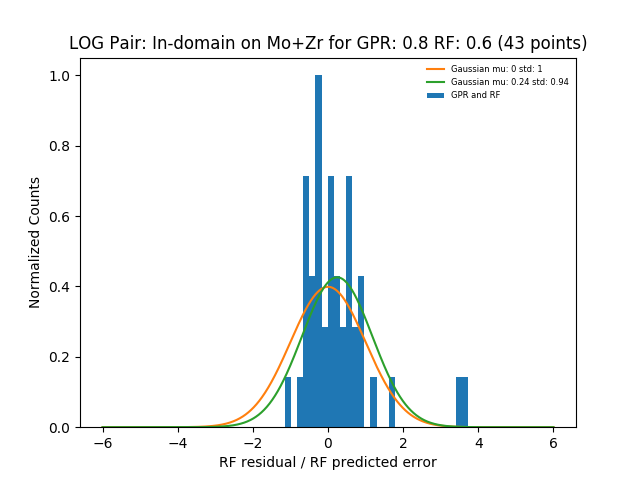 LOG Pair: In-domain on Mo+Zr for GPR: 0.8 RF: 0.6 (43 points)
Gaussian mu: 0 std: 1
Gaussian mu: 0.24 std: 0.94
GPR and RF
Normalized Counts
1.0
0.8
0.6
0.4
0.2
0.0
−6 −4 −2 0 2 4 6
RF residual / RF predicted error